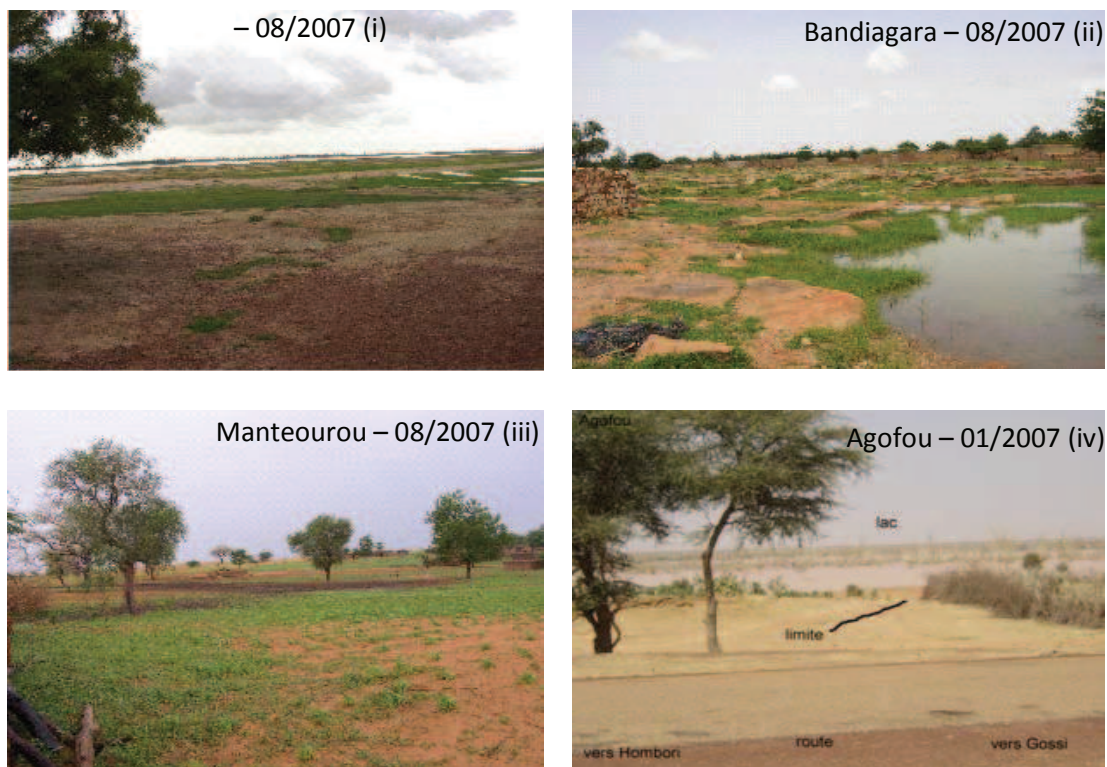 – 08/2007 (i)
Bandiagara – 08/2007 (ii)
Manteourou – 08/2007 (iii)
Agofou – 01/2007 (iv)
Agofou
lac
limite
vers Hombori
route
vers Gossi